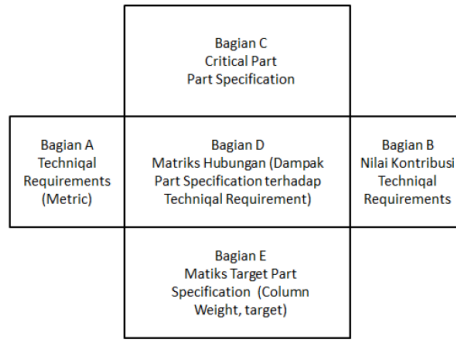 Bagian C
Critical Part
Part Specification
Bagian A
Techniqal
Requirements
(Metric)
Bagian D
Matriks Hubungan (Dampak
Part Specification terhadap
Techniqal Requirement)
Bagian B
Nilai Kontribusi
Techniqal
Requirements
Bagian E
Matiks Target Part
Specification (Column
Weight, target)